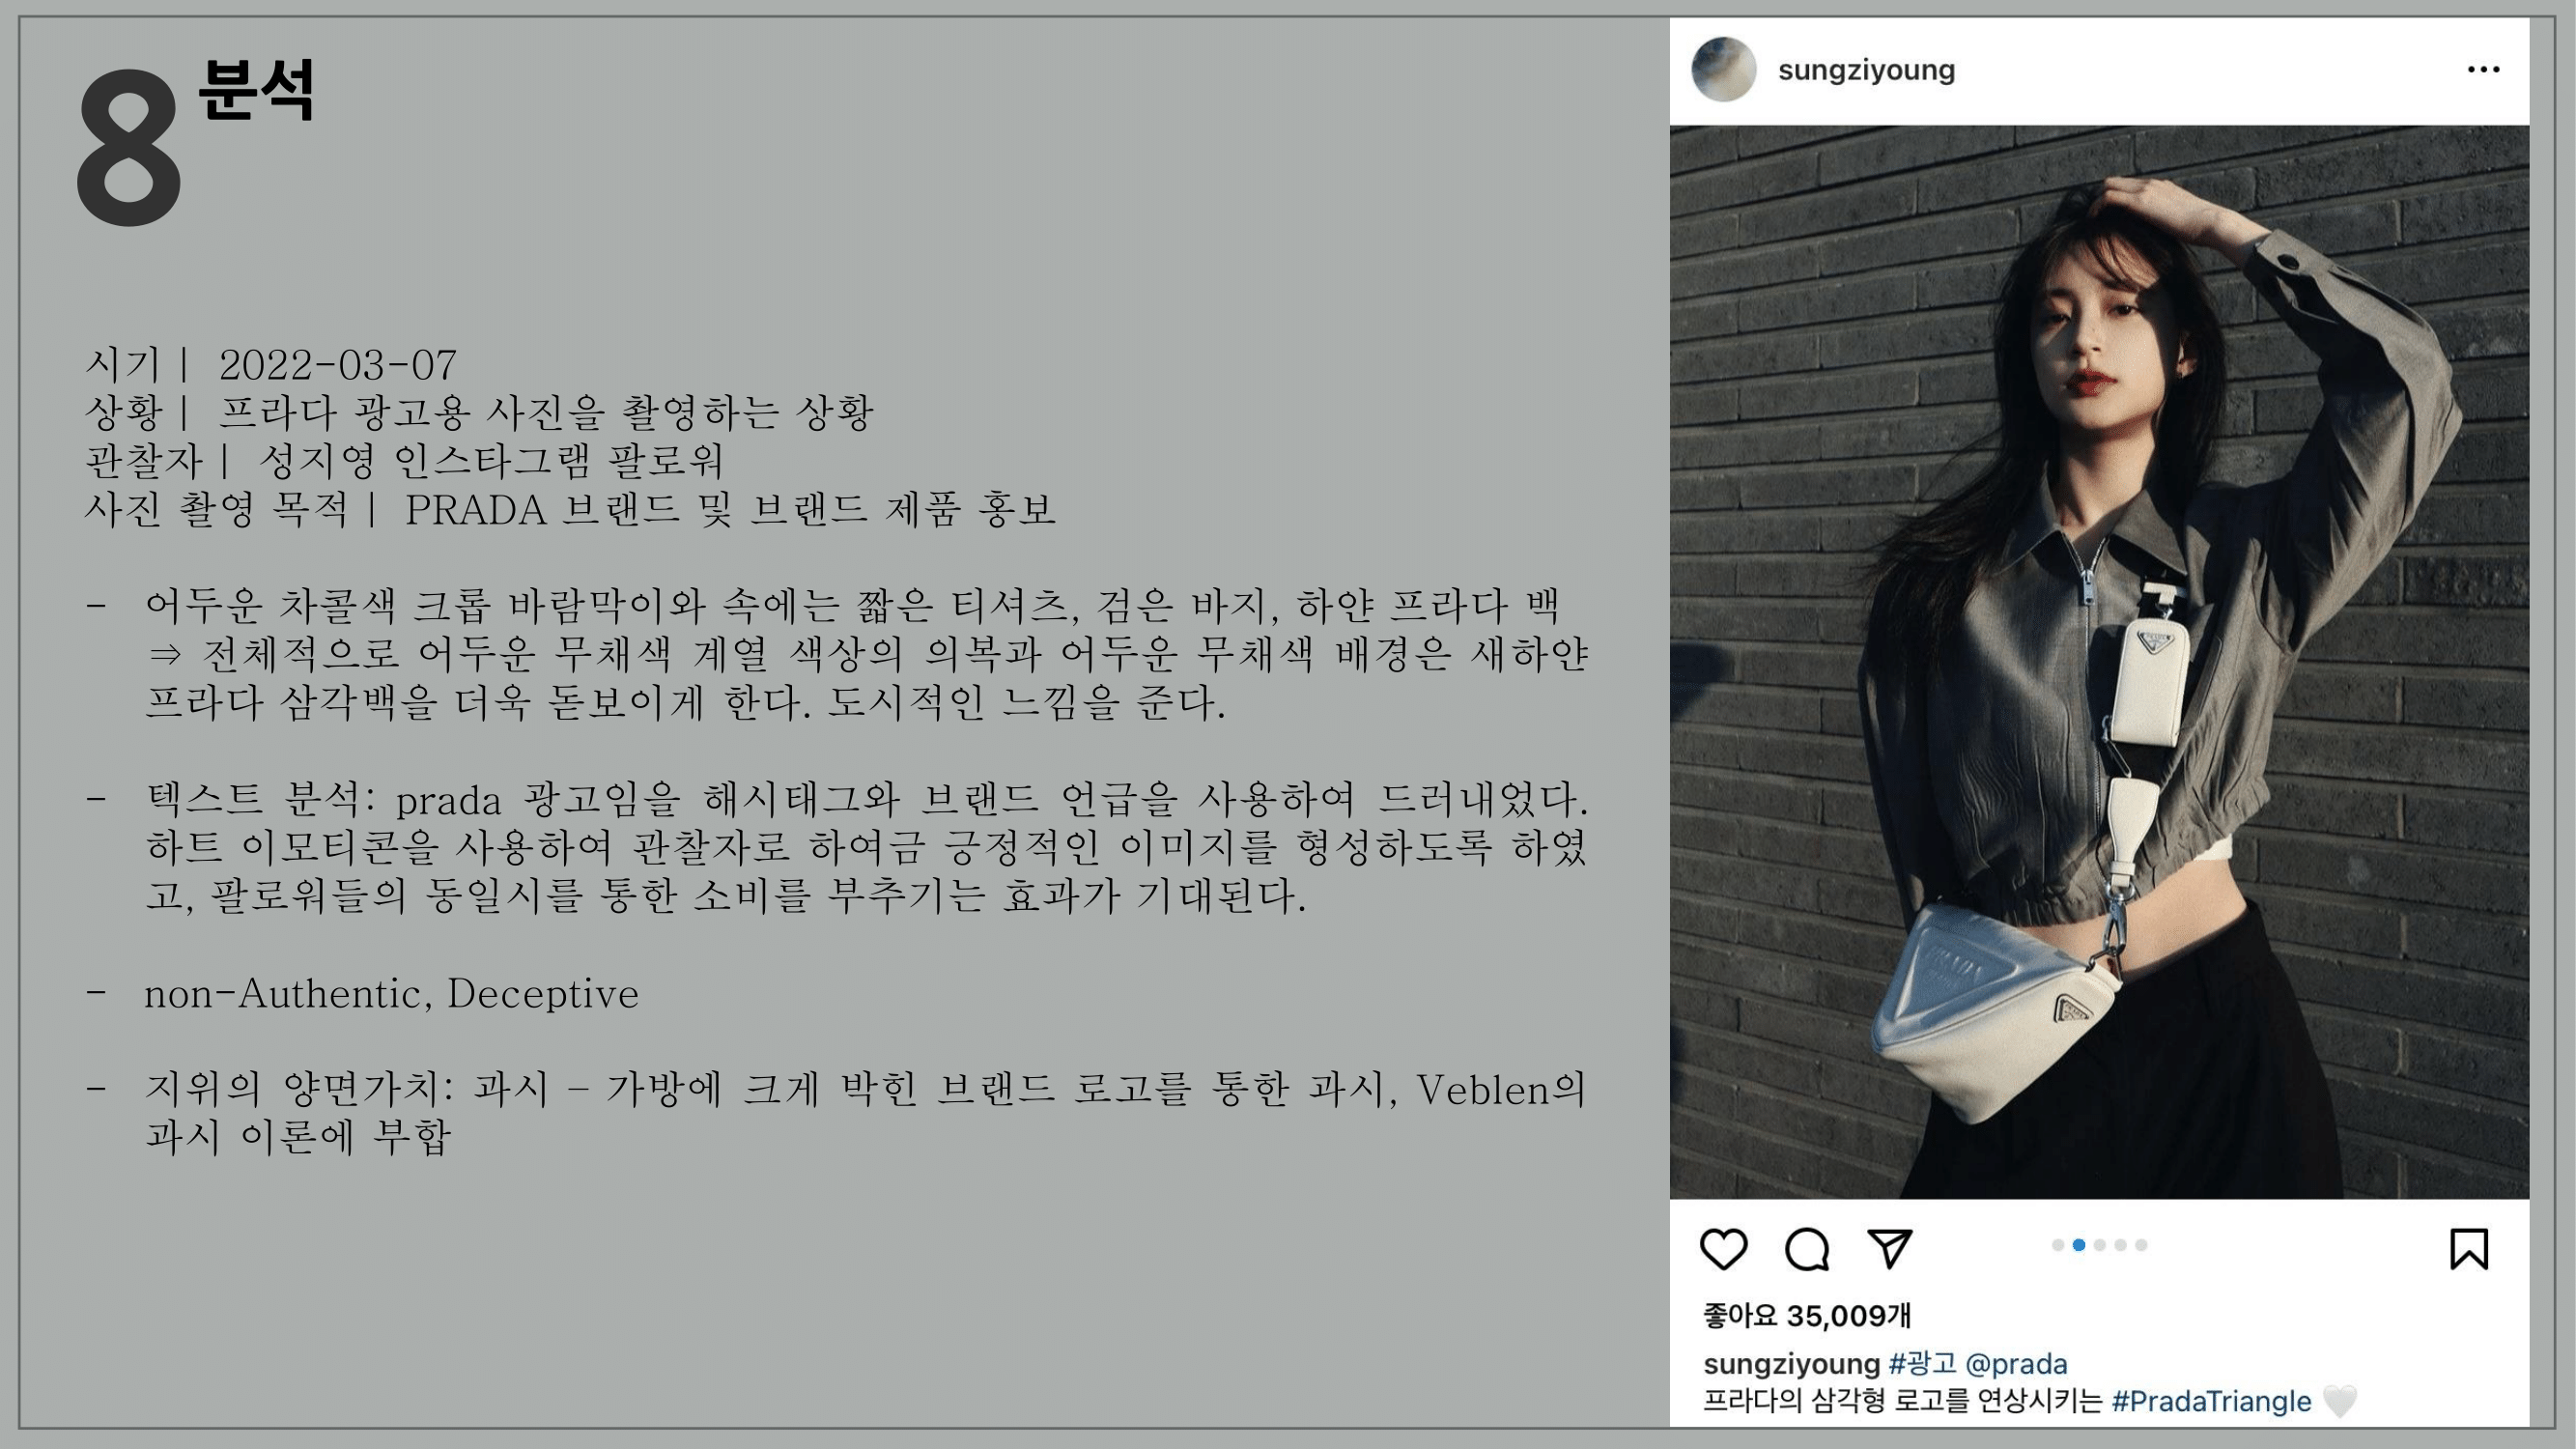 8
분석
시기 |  2022-03-07
상황 |  프라다 광고용 사진을 촬영하는 상황
관찰자 |  성지영 인스타그램 팔로워
사진 촬영 목적 |  PRADA 브랜드 및 브랜드 제품 홍보
- 어두운 차콜색 크롭 바람막이와 속에는 짧은 티셔츠, 검은 바지, 하얀 프라다 백
⇒ 전체적으로 어두운 무채색 계열 색상의 의복과 어두운 무채색 배경은 새하얀
프라다 삼각백을 더욱 돋보이게 한다. 도시적인 느낌을 준다.
- 텍스트 분석: prada 광고임을 해시태그와 브랜드 언급을 사용하여 드러내었다.
하트 이모티콘을 사용하여 관찰자로 하여금 긍정적인 이미지를 형성하도록 하였
고, 팔로워들의 동일시를 통한 소비를 부추기는 효과가 기대된다.
- non-Authentic, Deceptive
- 지위의 양면가치: 과시 – 가방에 크게 박힌 브랜드 로고를 통한 과시, Veblen의
과시 이론에 부합
sungziyoung
PRADA
좋아요 35,009개
sungziyoung #광고 @prada
프라다의 삼각형 로고를 연상시키는 #PradaTriangle 🤍